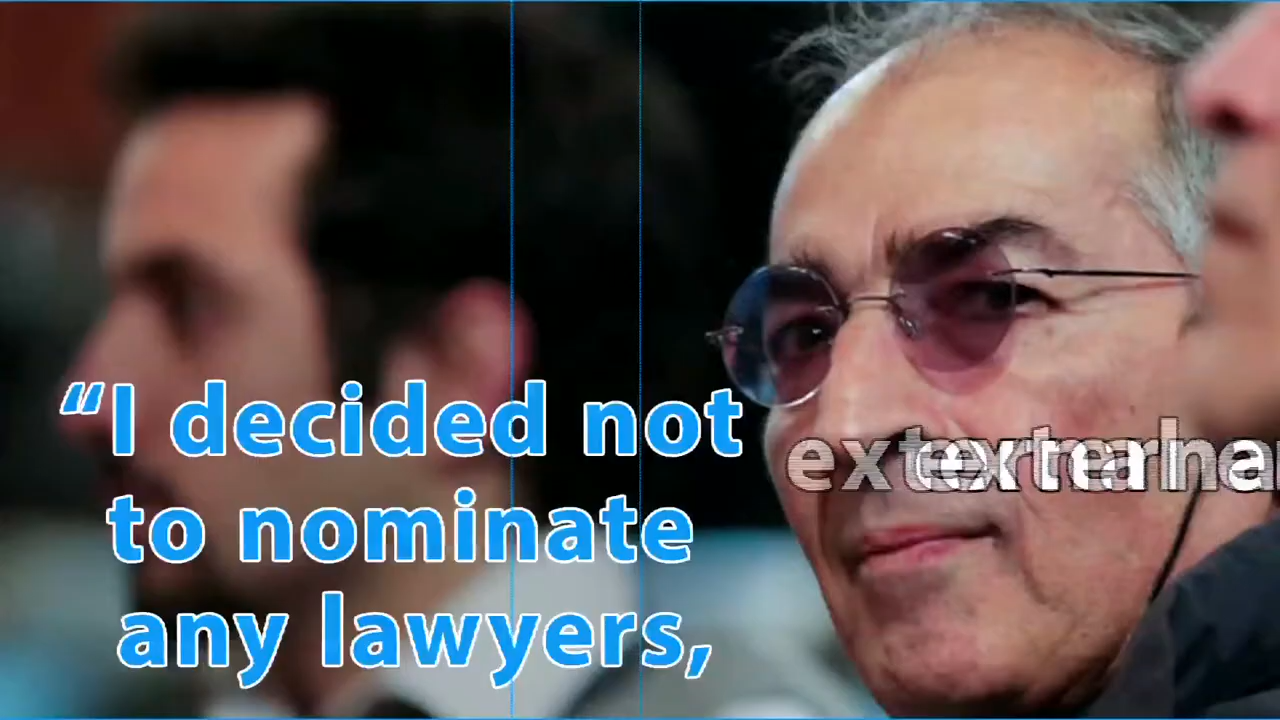 “I decided not
to nominate
any lawyers,